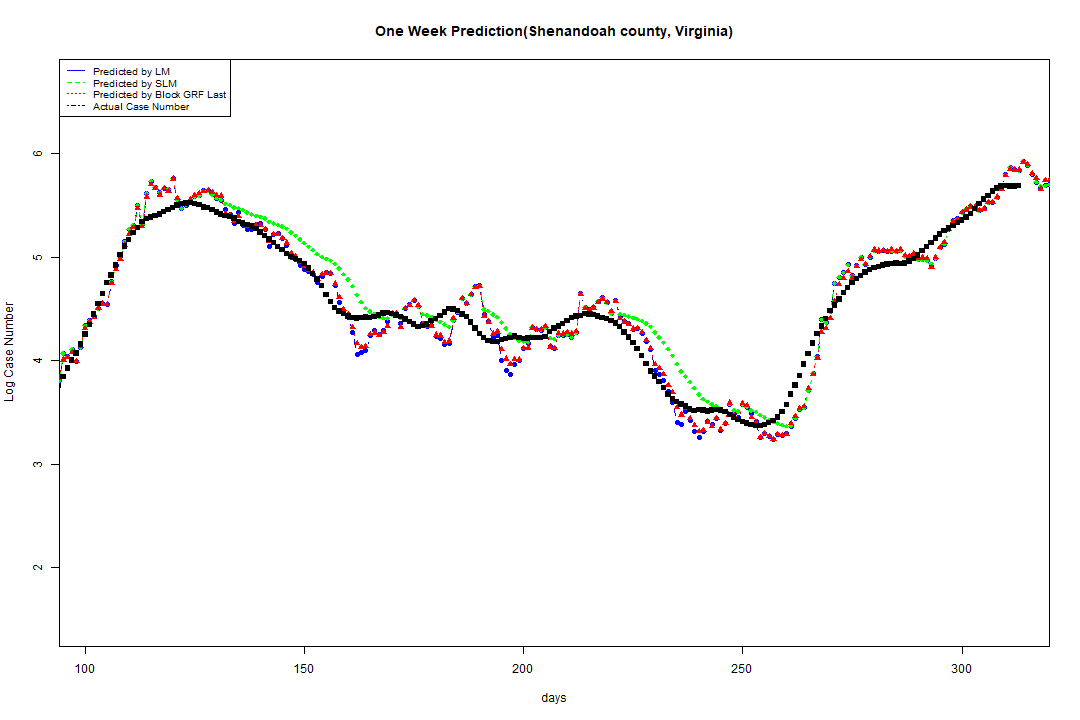 One Week Prediction(Shenandoah county, Virginia)
Predicted by LM
Predicted by SLM
Predicted by Block GRF Last
Actual Case Number
6
5
4
3
2
Log Case Number
100 150 200 250 300
days